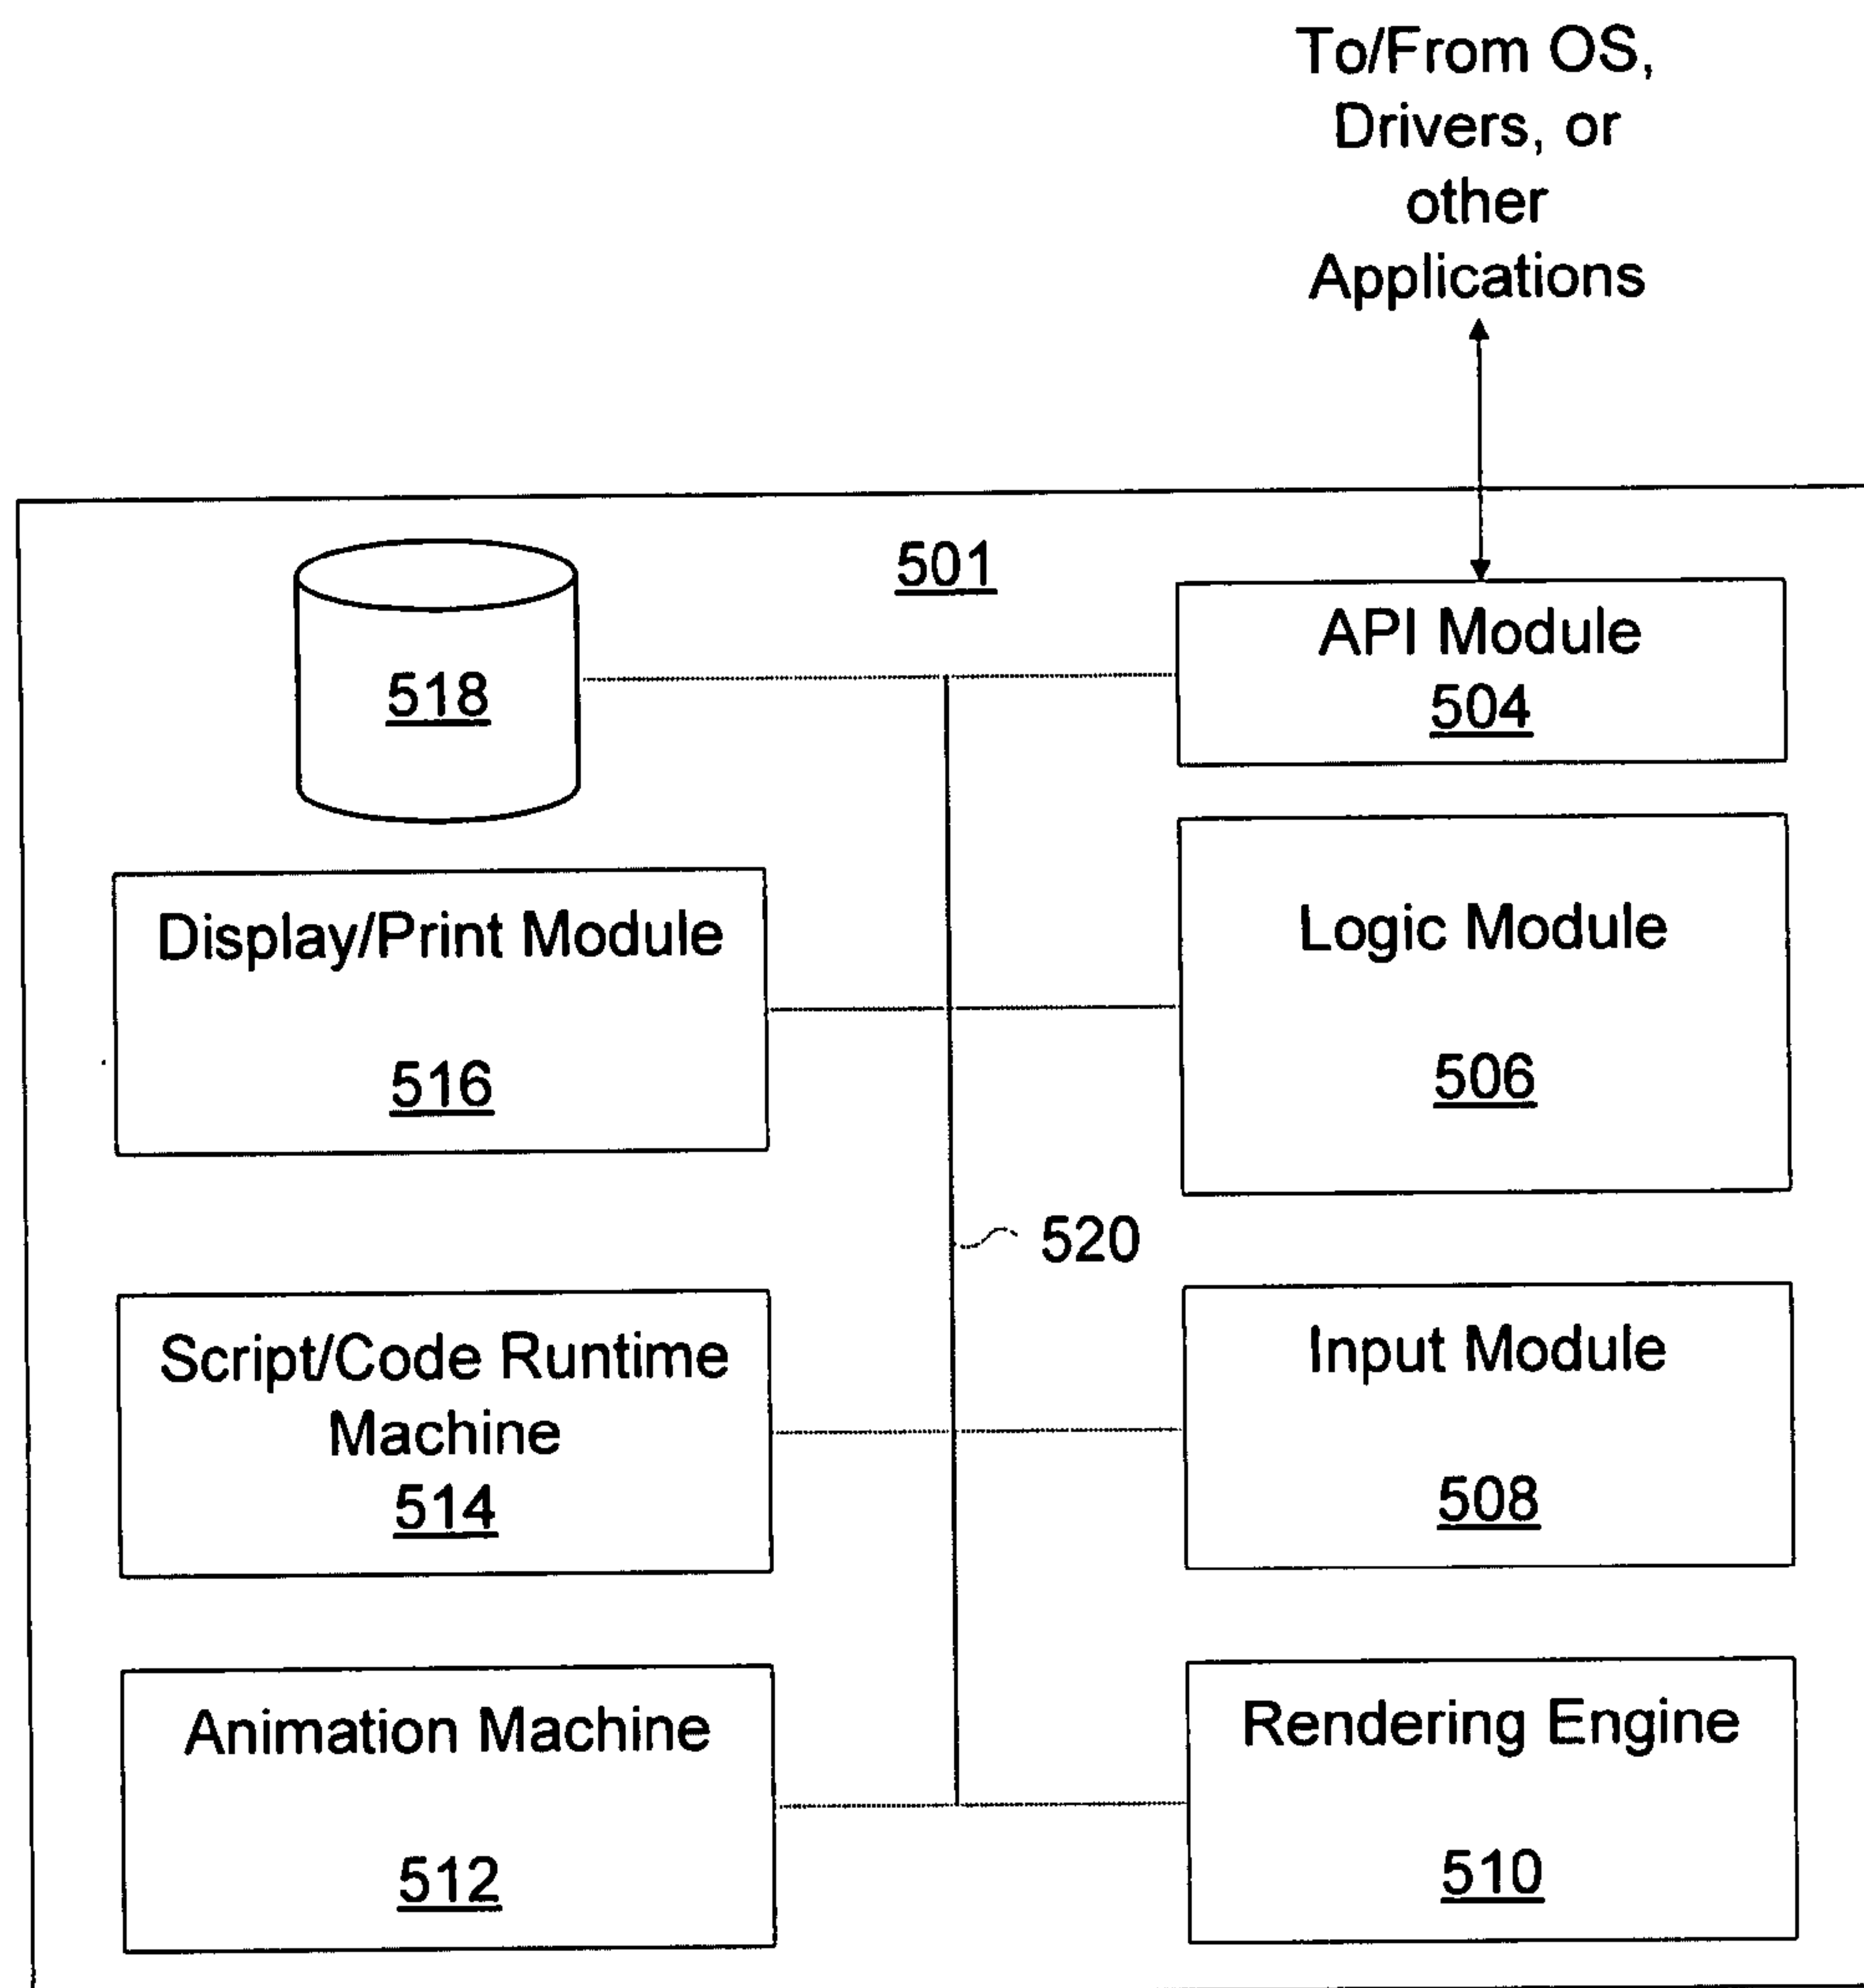 To/From OS,
Drivers, or
other
Applications
501
518
API Module
504
Display/Print Module
516
Logic Module
506
520
Script/Code Runtime
Machine
514
Input Module
508
Animation Machine
512
Rendering Engine
510